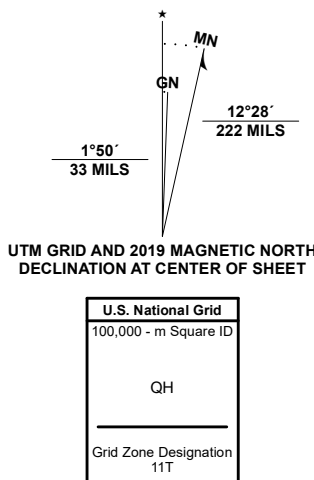 ★
MN
GN
12°28´
222 MILS
1°50´
33 MILS
UTM GRID AND 2019 MAGNETIC NORTH
DECLINATION AT CENTER OF SHEET
U.S. National Grid
100,000 - m Square ID
QH
Grid Zone Designation
11T